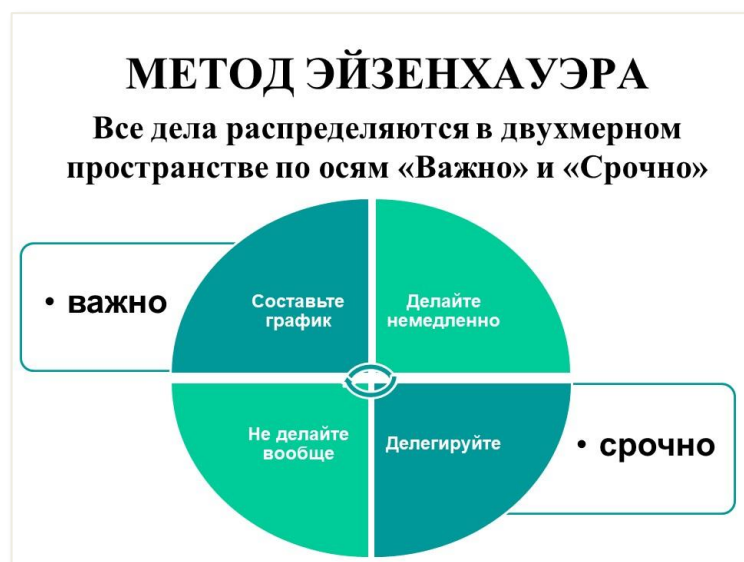 МЕТОД ЭЙЗЕНХАУЭРА
Все дела распределяются в двухмерном
пространстве по осям «Важно» и «Срочно»
• важно
Составьте
график
Делайте
немедленно
Не делайте
вообще
Делегируйте
• срочно